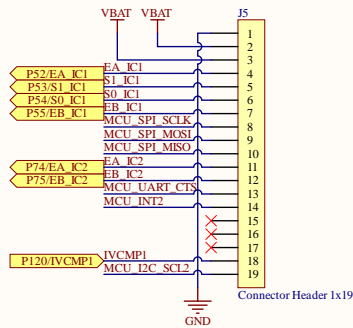 VBAT VBAT J5
1
2
3
P52/EA_IC1 EA_IC1 4
P53/S1_IC1 S1_IC1 5
P54/S0_IC1 S0_IC1 6
P55/EB_IC1 EB_IC1 7
MCU_SPI_SCLK 8
MCU_SPI_MOSI 9
MCU_SPI_MISO 10
P74/EA_IC2 EA_IC2 11
P75/EB_IC2 EB_IC2 12
MCU_UART_CTS 13
MCU_INT2 14
15
16
17
P120/IVCMP1 IVCMP1 18
MCU_I2C_SCL2 19
Connector Header 1x19
GND